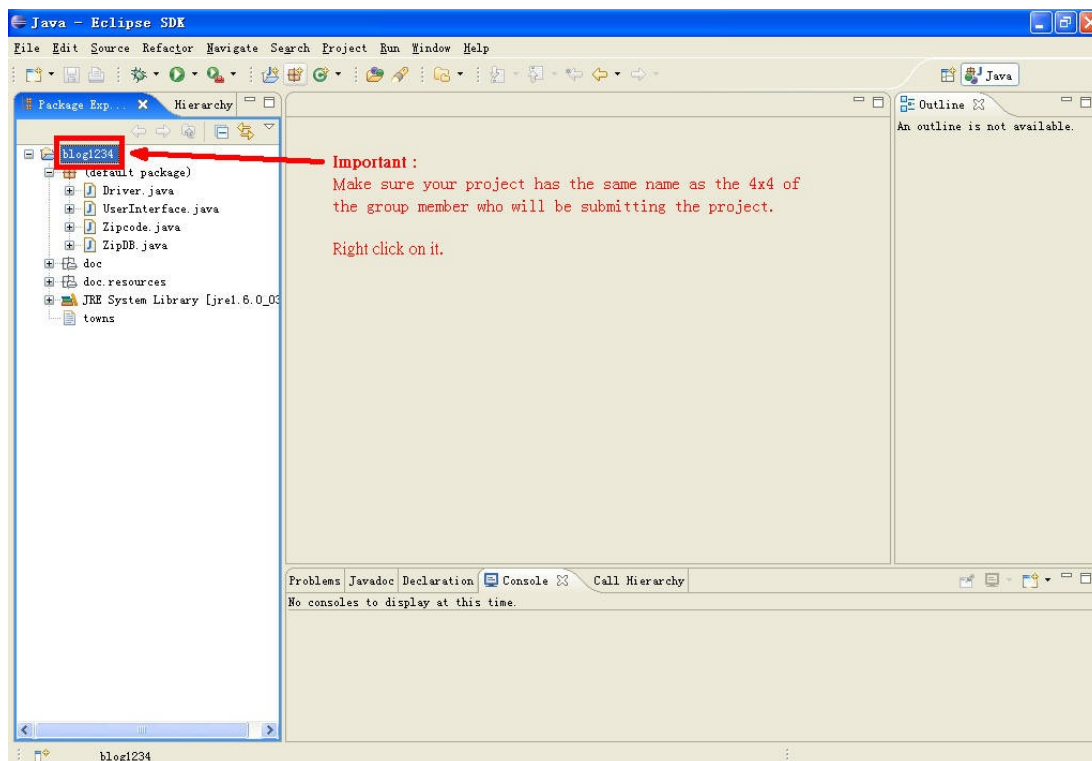 Java - Eclipse SDK
File Edit Source Refactor Navigate Search Project Run Window Help
Java
Package Exp... Hierarchy
Outline
An outline is not available.
blog1234
(default package)
Driver.java
UserInterface.java
Zipcode.java
ZipDB.java
doc
doc.resources
JRE System Library [jre1.6.0_03
towns
Important :
Make sure your project has the same name as the 4x4 of
the group member who will be submitting the project.
Right click on it.
Problems Javadoc Declaration Console Call Hierarchy
No consoles to display at this time.
blog1234